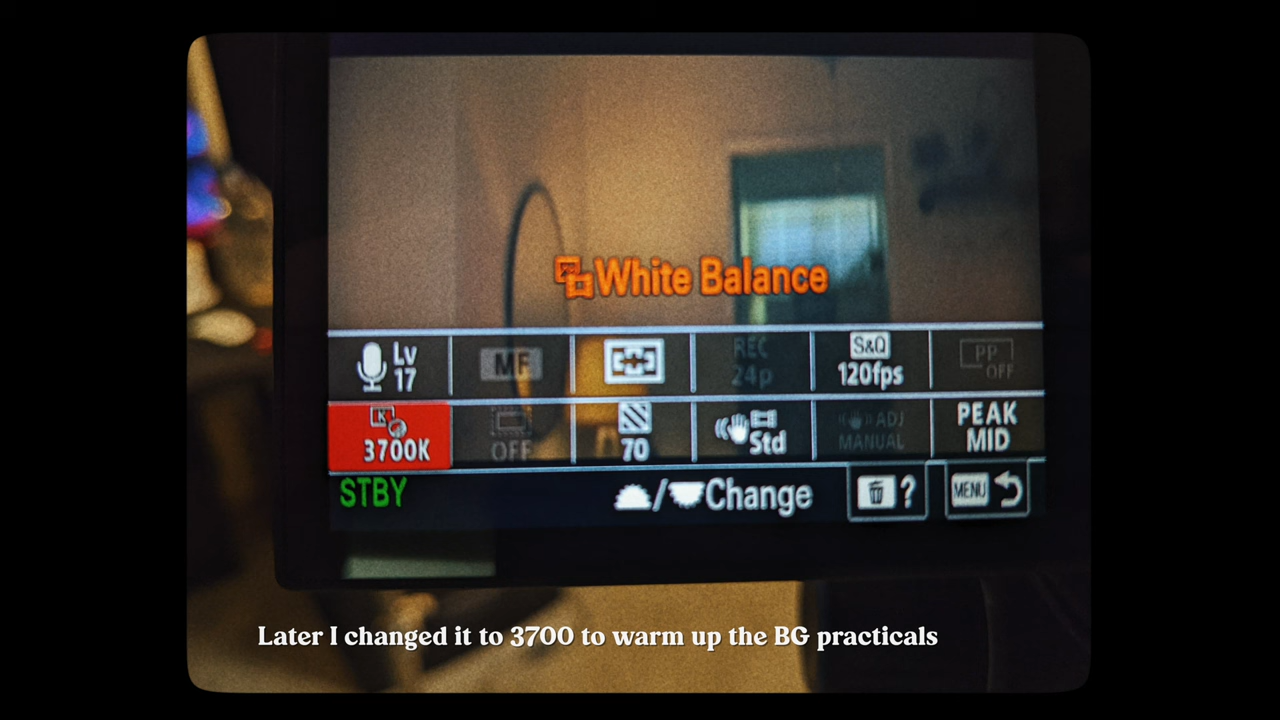 White Balance
Lv
17
MF
REC
24p
S&Q
120fps
PP
OFF
K
3700K
OFF
70
Std
ADJ
MANUAL
PEAK
MID
STBY
/ Change
?
MENU
Later I changed it to 3700 to warm up the BG practicals